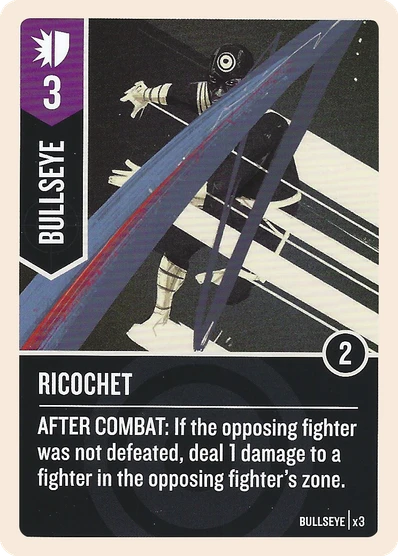 3
BULLSEYE
2
RICOCHET
AFTER COMBAT: If the opposing fighter
was not defeated, deal 1 damage to a
fighter in the opposing fighter's zone.
BULLSEYE | x3